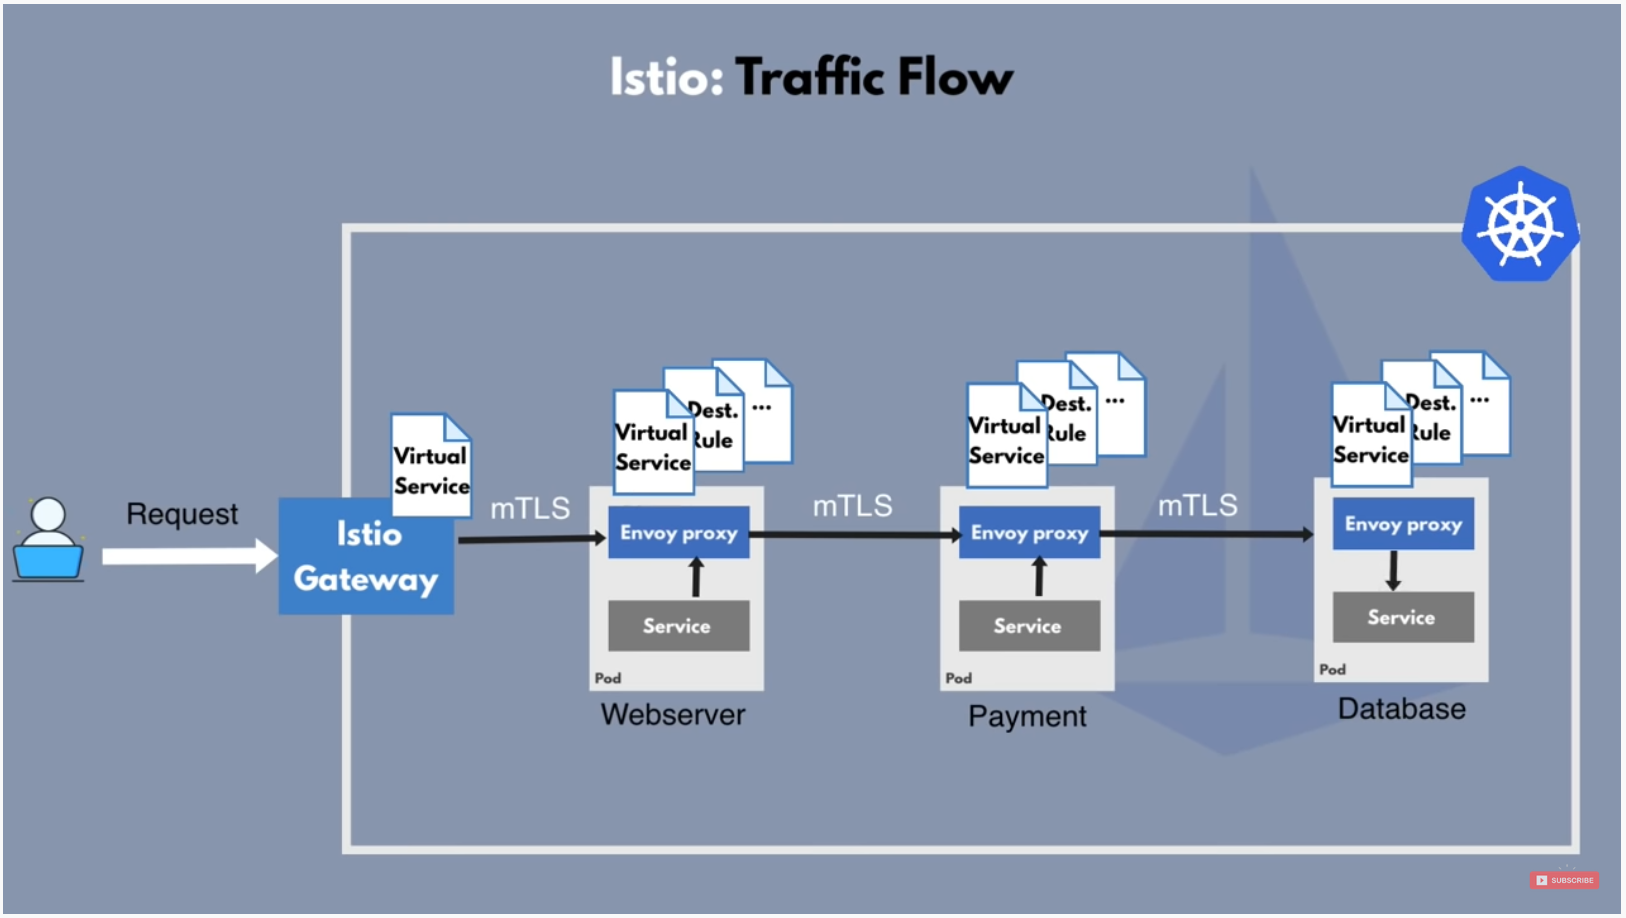 Istio: Traffic Flow
Request
Istio
Gateway
Virtual
Service
mTLS
Virtual
Service
Dest.
Rule
...
Envoy proxy
Service
Pod
Webserver
mTLS
Virtual
Service
Dest.
Rule
...
Envoy proxy
Service
Pod
Payment
mTLS
Virtual
Service
Dest.
Rule
...
Envoy proxy
Service
Pod
Database
SUBSCRIBE